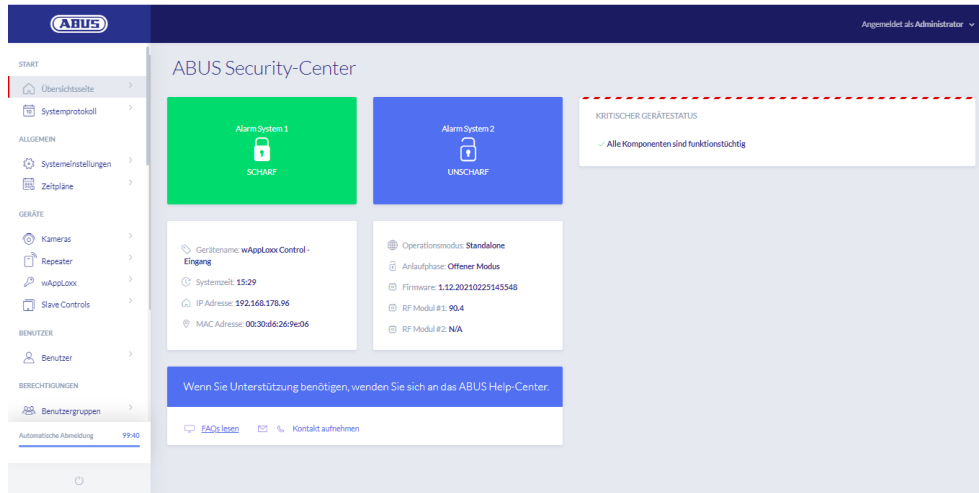 ABUS
Angemeldet als Administrator
START
Übersichtsseite
Systemprotokoll
ALLGEMEIN
Systemeinstellungen
Zeitpläne
GERÄTE
Kameras
Repeater
wAppLoxx
Slave Controls
BENUTZER
Benutzer
BERECHTIGUNGEN
Benutzergruppen
Automatische Abmeldung 99:40
ABUS Security-Center
Alarm System 1
SCHARF
Alarm System 2
UNSCHARF
KRITISCHER GERÄTESTATUS
Alle Komponenten sind funktionstüchtig
Gerätename: wAppLoxx Control -
Eingang
Systemzeit: 15:29
IP Adresse: 192.168.178.96
MAC Adresse: 00:30:d6:26:9e:06
Operationsmodus: Standalone
Anlaufphase: Offener Modus
Firmware: 1.12.20210225145548
RF Modul #1: 90.4
RF Modul #2: N/A
Wenn Sie Unterstützung benötigen, wenden Sie sich an das ABUS Help-Center.
FAQs lesen
Kontakt aufnehmen